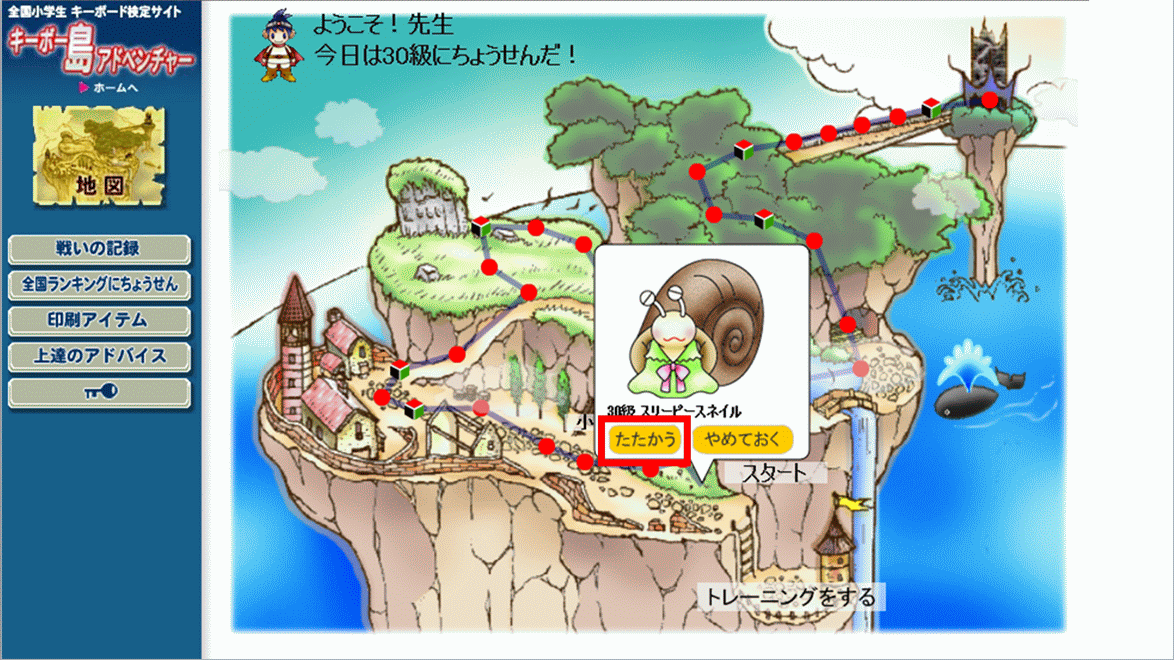 全国小学生 キーボード検定サイト
キーボー島アドベンチャー
ホームへ
地図
戦いの記録
全国ランキングにちょうせん
印刷アイテム
上達のアドバイス
ようこそ！先生
今日は30級にちょうせんだ！
30級 スリーピースネイル
小
たたかう
やめておく
スタート
トレーニングをする